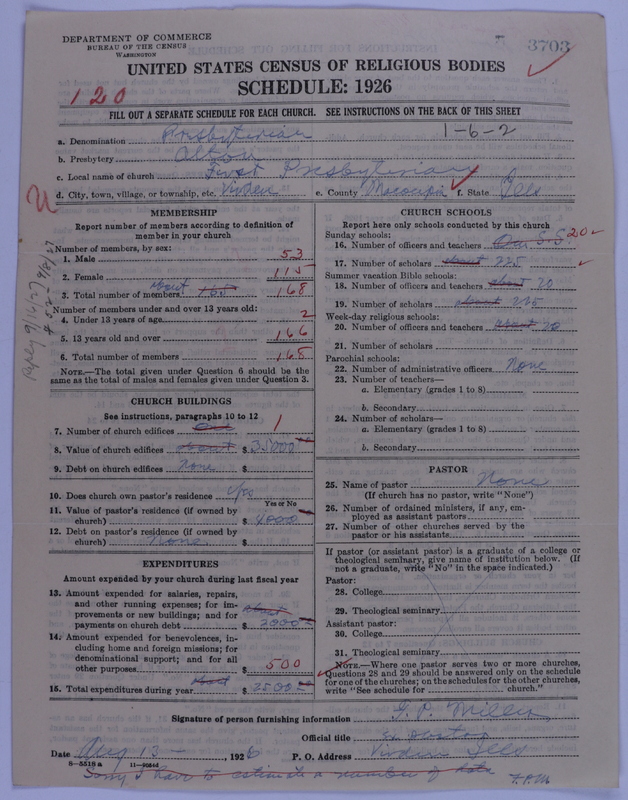 DEPARTMENT OF COMMERCE
BUREAU OF THE CENSUS
WASHINGTON
3703
UNITED STATES CENSUS OF RELIGIOUS BODIES
SCHEDULE: 1926
120
FILL OUT A SEPARATE SCHEDULE FOR EACH CHURCH. SEE INSTRUCTIONS ON THE BACK OF THIS SHEET
1-6-2
a. Denomination Presbyterian
b. Presbytery Alton
c. Local name of church First Presbyterian
d. City, town, village, or township, etc. Virden e. County Macoupin f. State Ills
MEMBERSHIP
Report number of members according to definition of member in your church
Number of members, by sex:
1. Male 53
2. Female 115
3. Total number of members about 165 168
Number of members under and over 13 years old:
4. Under 13 years of age 2
5. 13 years old and over 166
6. Total number of members 168
NOTE.—The total given under Question 6 should be the same as the total of males and females given under Question 3.
CHURCH BUILDINGS
See instructions, paragraphs 10 to 12
7. Number of church edifices One 1
8. Value of church edifices about $ 35000
9. Debt on church edifices None $
10. Does church own pastor's residence yes
Yes or No
11. Value of pastor's residence (if owned by church) $ 4000
12. Debt on pastor's residence (if owned by church) None $
EXPENDITURES
Amount expended by your church during last fiscal year
13. Amount expended for salaries, repairs, and other running expenses; for improvements or new buildings; and for payments on church debt about $ 2000
14. Amount expended for benevolences, including home and foreign missions; for denominational support; and for all other purposes $ 500
15. Total expenditures during year about $ 2500
CHURCH SCHOOLS
Report here only schools conducted by this church
Sunday schools:
16. Number of officers and teachers Our S.S. 20
17. Number of scholars about 225
Summer vacation Bible schools:
18. Number of officers and teachers about 20
19. Number of scholars about 225
Week-day religious schools:
20. Number of officers and teachers about 20
21. Number of scholars
Parochial schools:
22. Number of administrative officers None
23. Number of teachers—
a. Elementary (grades 1 to 8)
b. Secondary
24. Number of scholars—
a. Elementary (grades 1 to 8)
b. Secondary
PASTOR
25. Name of pastor None
(If church has no pastor, write "None")
26. Number of ordained ministers, if any, employed as assistant pastors
27. Number of other churches served by the pastor or his assistants
If pastor (or assistant pastor) is a graduate of a college or theological seminary, give name of institution below. (If not a graduate, write "No" in the space indicated.)
Pastor:
28. College
29. Theological seminary
Assistant pastor:
30. College
31. Theological seminary
NOTE.—Where one pastor serves two or more churches, Questions 28 and 29 should be answered only on the schedule for one of the churches; on the schedules for the other churches, write "See schedule for church."
Signature of person furnishing information Miller
Official title
Date Aug 13 - 1926 P. O. Address Virden Ills
8—5518 a
Sorry I have to estimate a number of